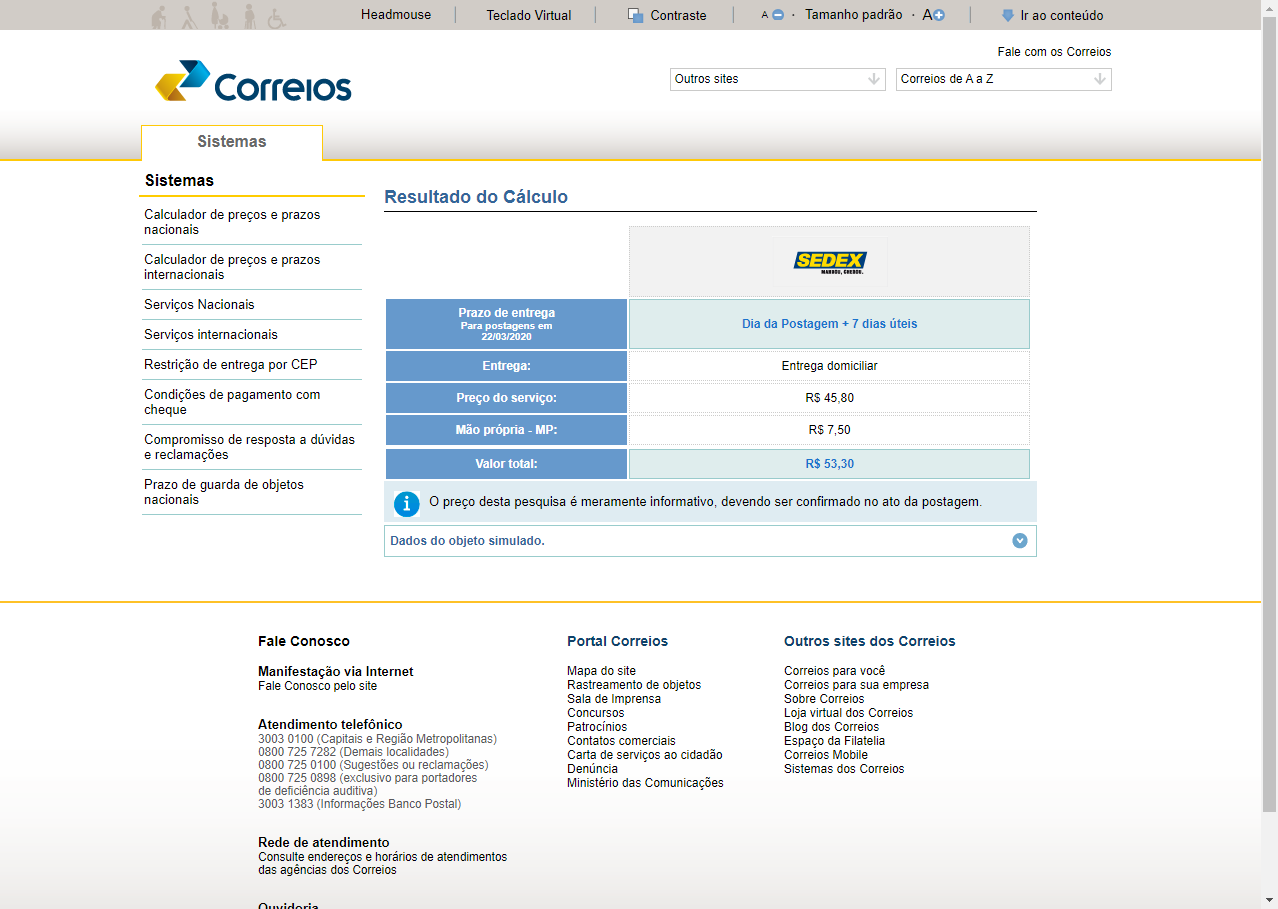 Headmouse
Teclado Virtual
Contraste
A · Tamanho padrão · A
Ir ao conteúdo
Fale com os Correios
Correios
Outros sites
Correios de A a Z
Sistemas
Sistemas
Calculador de preços e prazos
nacionais
Calculador de preços e prazos
internacionais
Serviços Nacionais
Serviços internacionais
Restrição de entrega por CEP
Condições de pagamento com
cheque
Compromisso de resposta a dúvidas
e reclamações
Prazo de guarda de objetos
nacionais
Resultado do Cálculo
SEDEX
MANDOU, CHEGOU.
Prazo de entrega
Para postagens em
22/03/2020
Dia da Postagem + 7 dias úteis
Entrega:
Entrega domiciliar
Preço do serviço:
R$ 45,80
Mão própria - MP:
R$ 7,50
Valor total:
R$ 53,30
O preço desta pesquisa é meramente informativo, devendo ser confirmado no ato da postagem.
Dados do objeto simulado.
Fale Conosco
Manifestação via Internet
Fale Conosco pelo site
Atendimento telefônico
3003 0100 (Capitais e Região Metropolitanas)
0800 725 7282 (Demais localidades)
0800 725 0100 (Sugestões ou reclamações)
0800 725 0898 (exclusivo para portadores
de deficiência auditiva)
3003 1383 (Informações Banco Postal)
Rede de atendimento
Consulte endereços e horários de atendimentos
das agências dos Correios
Ouvidoria
Portal Correios
Mapa do site
Rastreamento de objetos
Sala de Imprensa
Concursos
Patrocínios
Contatos comerciais
Carta de serviços ao cidadão
Denúncia
Ministério das Comunicações
Outros sites dos Correios
Correios para você
Correios para sua empresa
Sobre Correios
Loja virtual dos Correios
Blog dos Correios
Espaço da Filatelia
Correios Mobile
Sistemas dos Correios